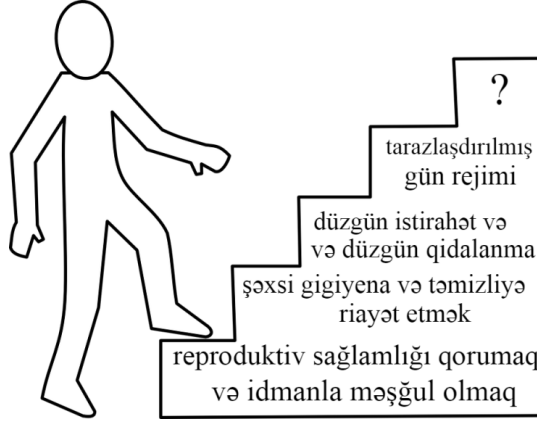 ?
tarazlaşdırılmış
gün rejimi
düzgün istirahət və
və düzgün qidalanma
şəxsi gigiyena və təmizliyə
riayət etmək
reproduktiv sağlamlığı qorumaq
və idmanla məşğul olmaq